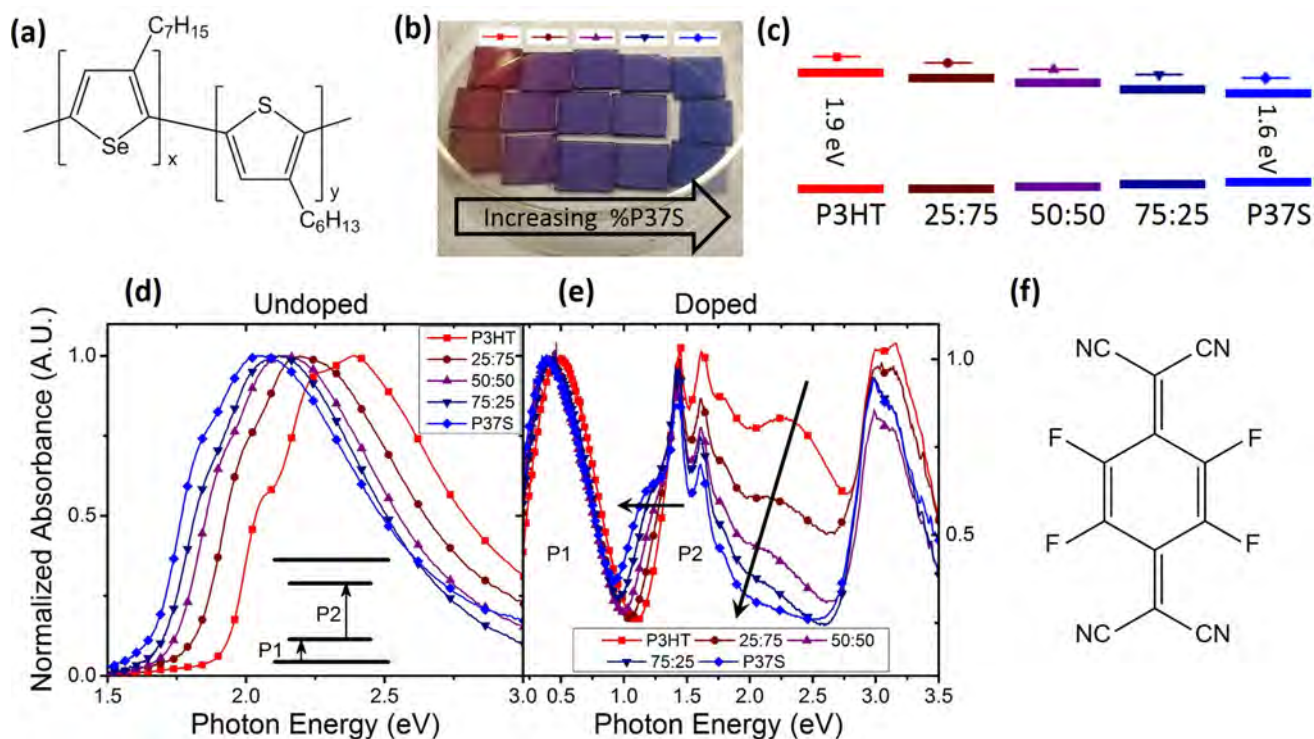 (a)
C7H15
Se
x
S
y
C6H13
(b)
Increasing %P37S
(c)
1.9 eV
1.6 eV
P3HT
25:75
50:50
75:25
P37S
(d)
Undoped
Normalized Absorbance (A.U.)
1.0
0.5
0.0
P3HT
25:75
50:50
75:25
P37S
P2
P1
1.5
2.0
2.5
3.0
Photon Energy (eV)
(e)
Doped
1.0
0.5
P1
P2
P3HT
25:75
50:50
75:25
P37S
0.5
1.0
1.5
2.0
2.5
3.0
3.5
Photon Energy (eV)
(f)
NC
CN
F
F
F
F
NC
CN